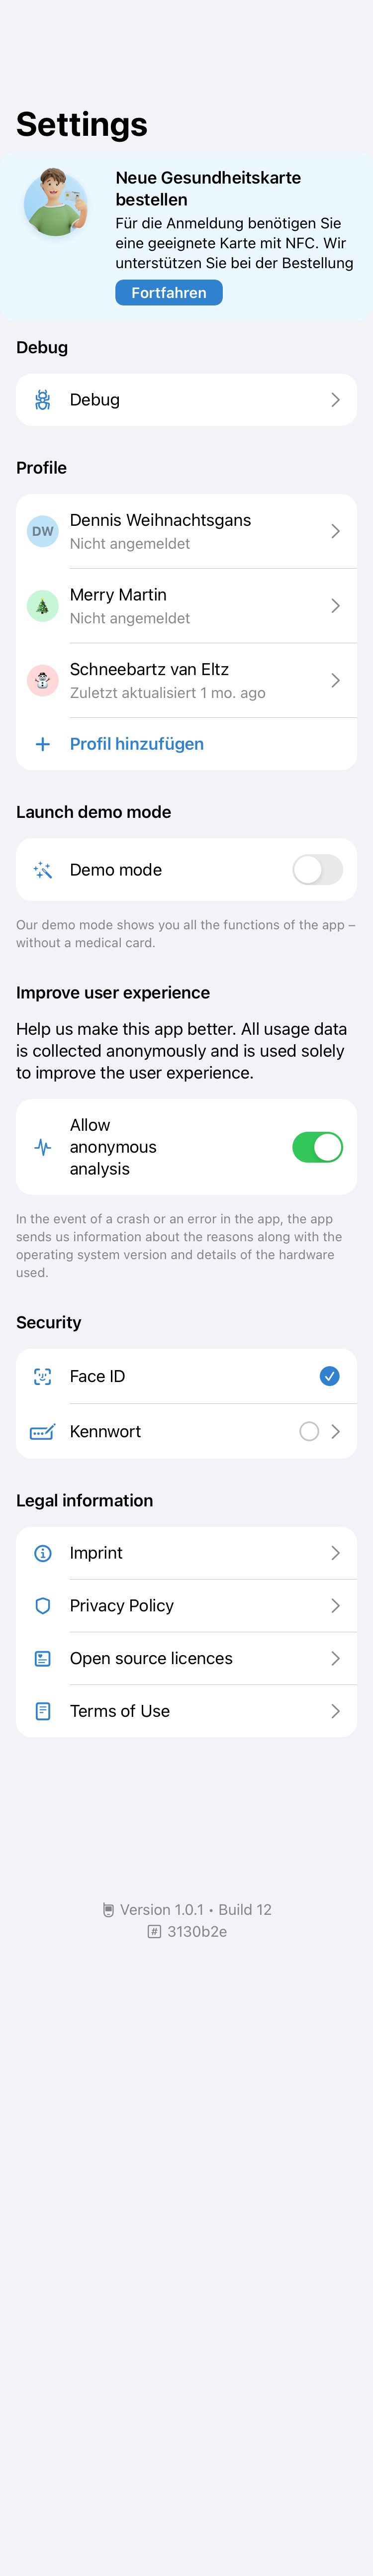 Settings
Neue Gesundheitskarte
bestellen
Für die Anmeldung benötigen Sie
eine geeignete Karte mit NFC. Wir
unterstützen Sie bei der Bestellung
Fortfahren
Debug
Debug
Profile
DW
Dennis Weihnachtsgans
Nicht angemeldet
Merry Martin
Nicht angemeldet
Schneebartz van Eltz
Zuletzt aktualisiert 1 mo. ago
Profil hinzufügen
Launch demo mode
Demo mode
Our demo mode shows you all the functions of the app –
without a medical card.
Improve user experience
Help us make this app better. All usage data
is collected anonymously and is used solely
to improve the user experience.
Allow
anonymous
analysis
In the event of a crash or an error in the app, the app
sends us information about the reasons along with the
operating system version and details of the hardware
used.
Security
Face ID
Kennwort
Legal information
Imprint
Privacy Policy
Open source licences
Terms of Use
Version 1.0.1 • Build 12
# 3130b2e